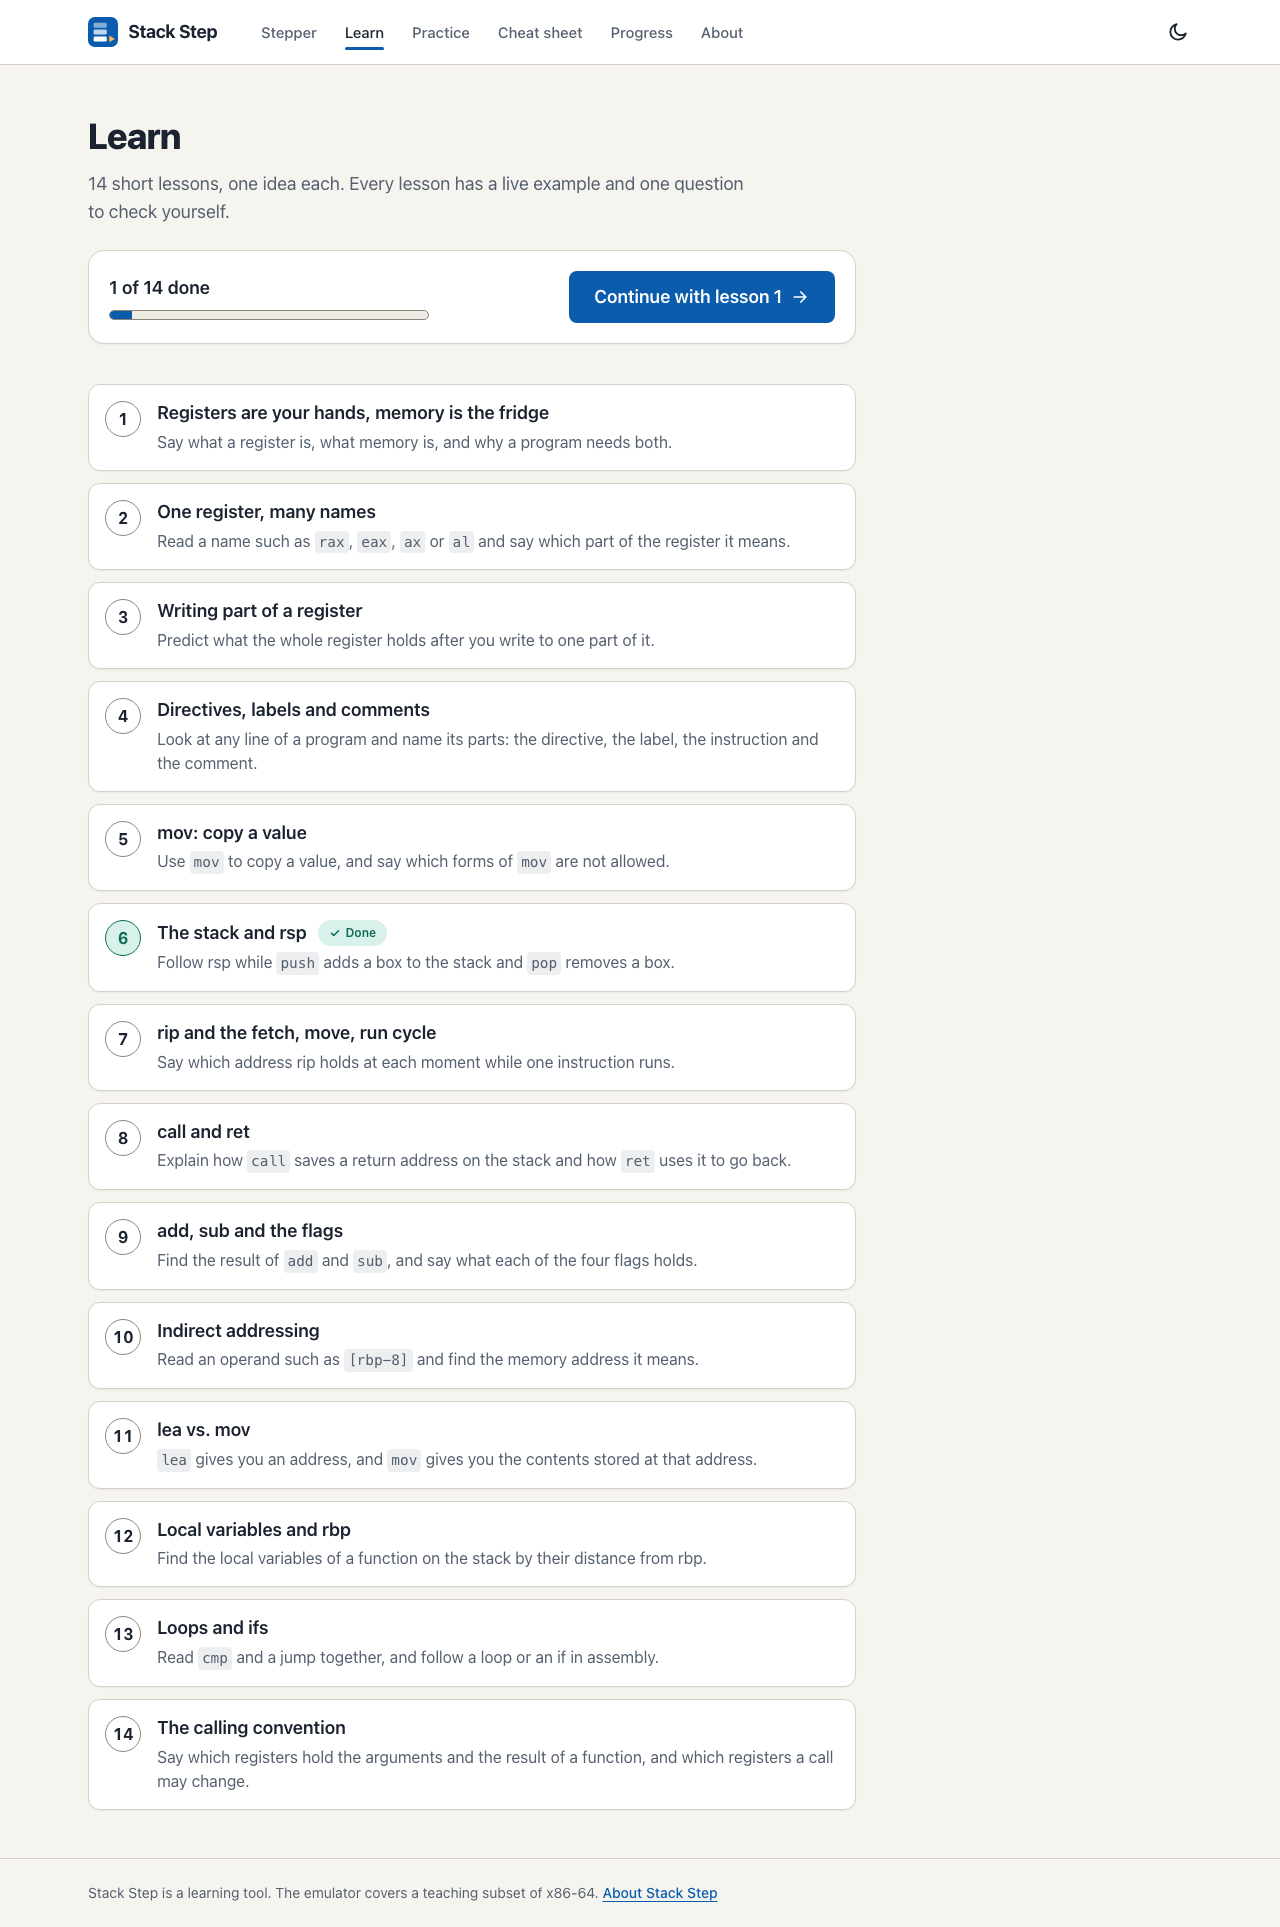 Stack Step
Stepper
Learn
Practice
Cheat sheet
Progress
About
Learn
14 short lessons, one idea each. Every lesson has a live example and one question
to check yourself.
1 of 14 done
Continue with lesson 1 →
1
Registers are your hands, memory is the fridge
Say what a register is, what memory is, and why a program needs both.
2
One register, many names
Read a name such as rax, eax, ax or al and say which part of the register it means.
3
Writing part of a register
Predict what the whole register holds after you write to one part of it.
4
Directives, labels and comments
Look at any line of a program and name its parts: the directive, the label, the instruction and
the comment.
5
mov: copy a value
Use mov to copy a value, and say which forms of mov are not allowed.
6
The stack and rsp ✓ Done
Follow rsp while push adds a box to the stack and pop removes a box.
7
rip and the fetch, move, run cycle
Say which address rip holds at each moment while one instruction runs.
8
call and ret
Explain how call saves a return address on the stack and how ret uses it to go back.
9
add, sub and the flags
Find the result of add and sub, and say what each of the four flags holds.
10
Indirect addressing
Read an operand such as [rbp−8] and find the memory address it means.
11
lea vs. mov
lea gives you an address, and mov gives you the contents stored at that address.
12
Local variables and rbp
Find the local variables of a function on the stack by their distance from rbp.
13
Loops and ifs
Read cmp and a jump together, and follow a loop or an if in assembly.
14
The calling convention
Say which registers hold the arguments and the result of a function, and which registers a call
may change.
Stack Step is a learning tool. The emulator covers a teaching subset of x86-64. About Stack Step